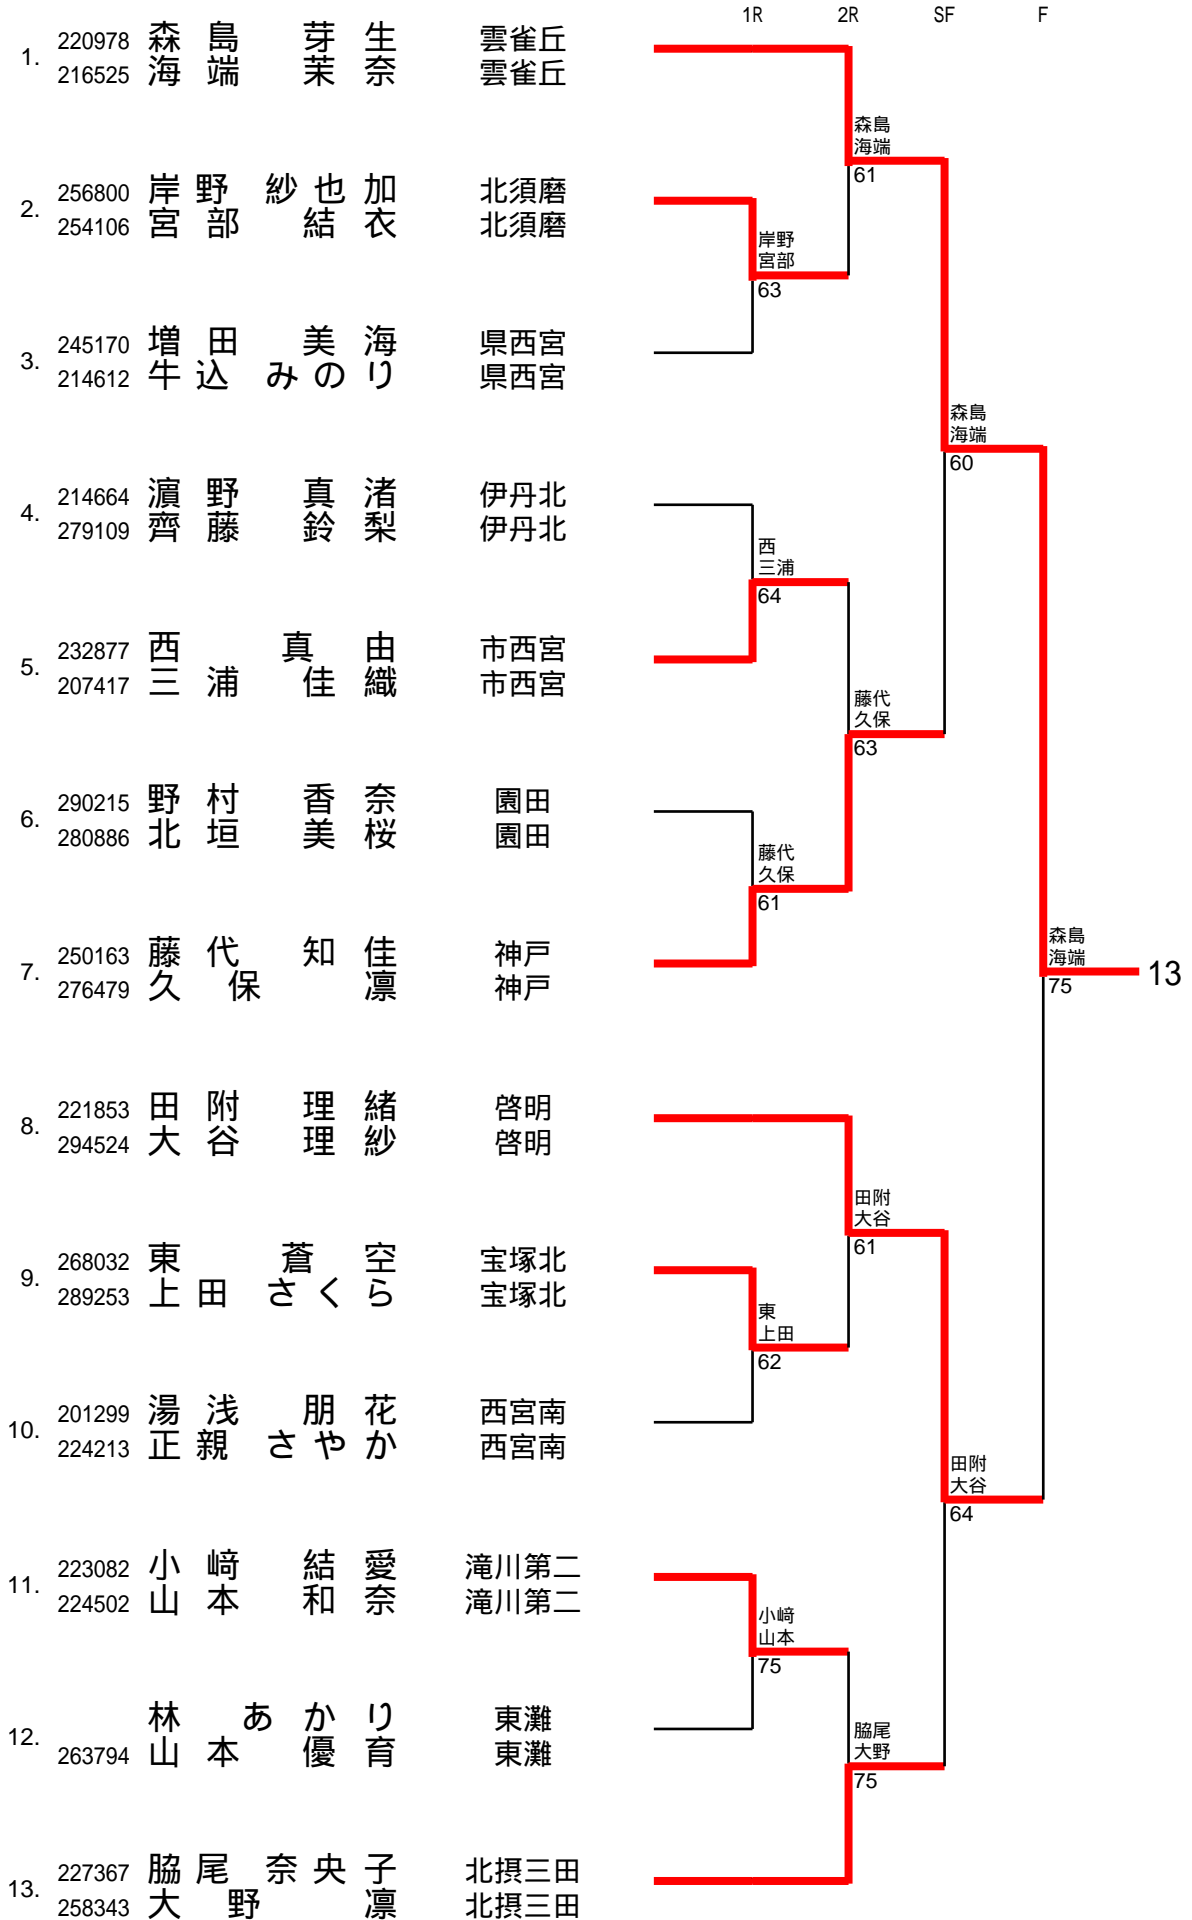 1R 2R SF F
1. 220978 森島 芽生 雲雀丘
216525 海端 茉奈 雲雀丘
森島
海端
61
2. 256800 岸野 紗也加 北須磨
254106 宮部 結衣 北須磨
岸野
宮部
63
3. 245170 増田 美海 県西宮
214612 牛込 みのり 県西宮
森島
海端
60
4. 214664 濵野 真渚 伊丹北
279109 齊藤 鈴梨 伊丹北
西
三浦
64
5. 232877 西 真由 市西宮
207417 三浦 佳織 市西宮
藤代
久保
63
6. 290215 野村 香奈 園田
280886 北垣 美桜 園田
藤代
久保
61
7. 250163 藤代 知佳 神戸
276479 久保 凛 神戸
森島
海端
75
13
8. 221853 田附 理緒 啓明
294524 大谷 理紗 啓明
田附
大谷
61
9. 268032 東 蒼空 宝塚北
289253 上田 さくら 宝塚北
東
上田
62
10. 201299 湯浅 朋花 西宮南
224213 正親 さやか 西宮南
田附
大谷
64
11. 223082 小﨑 結愛 滝川第二
224502 山本 和奈 滝川第二
小﨑
山本
75
12. 林 あかり 東灘
263794 山本 優育 東灘
脇尾
大野
75
13. 227367 脇尾 奈央子 北摂三田
258343 大野 凛 北摂三田